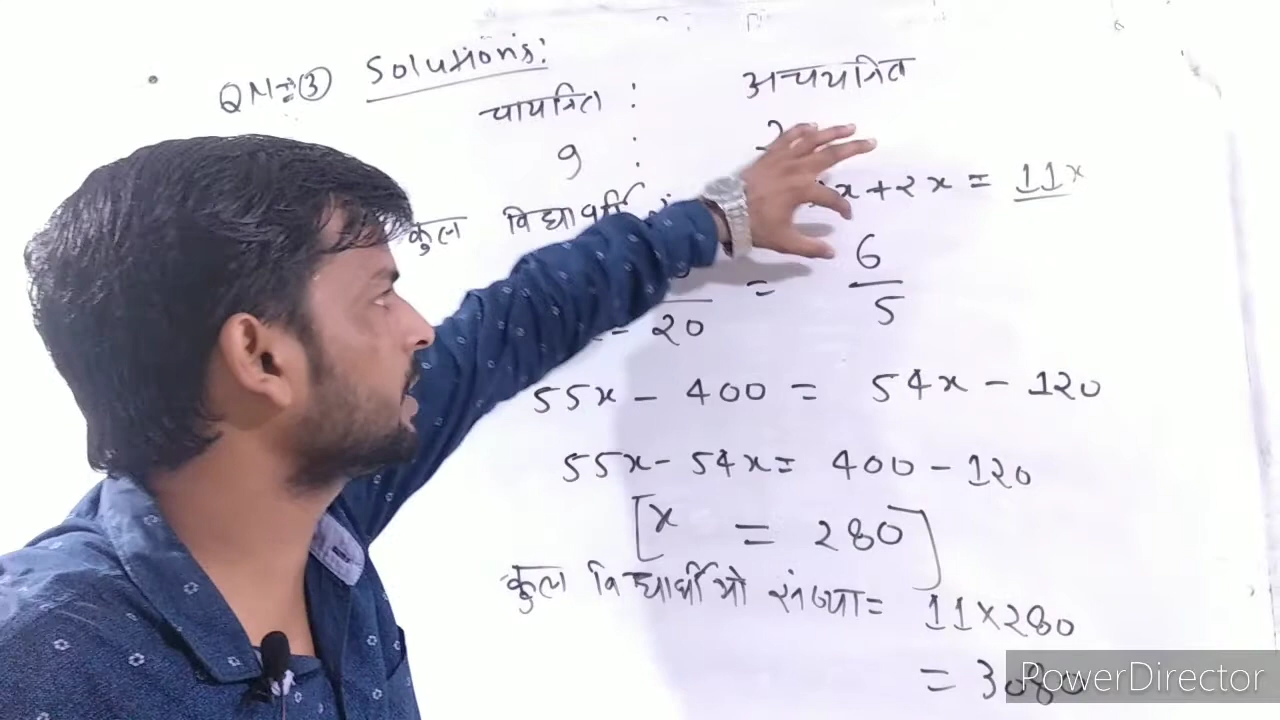 QN=③ Solutions:
चायनित : अचयनित
9 : 2
कुल विद्यार्थी x+2x = 11x
20 = 6/5
55x - 400 = 54x - 120
55x - 54x = 400 - 120
[x = 280]
कुल विद्यार्थीयो संख्या = 11×280
= 3080
PowerDirector